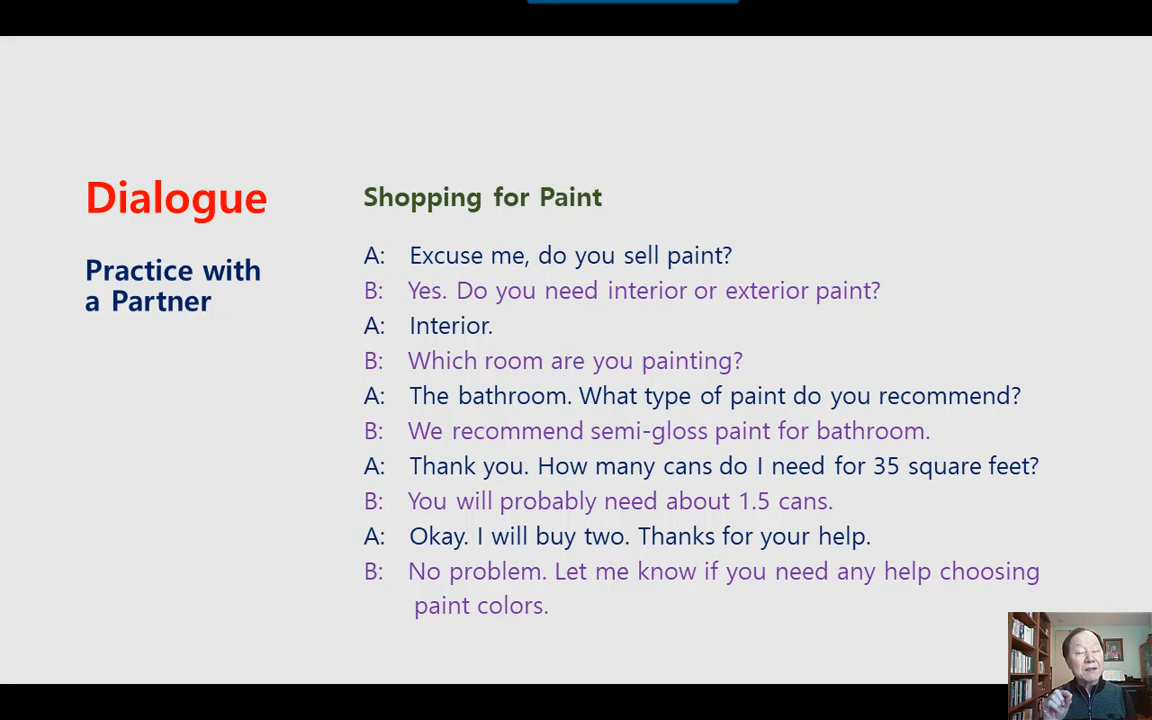 Dialogue
Practice with
a Partner
Shopping for Paint
A: Excuse me, do you sell paint?
B: Yes. Do you need interior or exterior paint?
A: Interior.
B: Which room are you painting?
A: The bathroom. What type of paint do you recommend?
B: We recommend semi-gloss paint for bathroom.
A: Thank you. How many cans do I need for 35 square feet?
B: You will probably need about 1.5 cans.
A: Okay. I will buy two. Thanks for your help.
B: No problem. Let me know if you need any help choosing
paint colors.